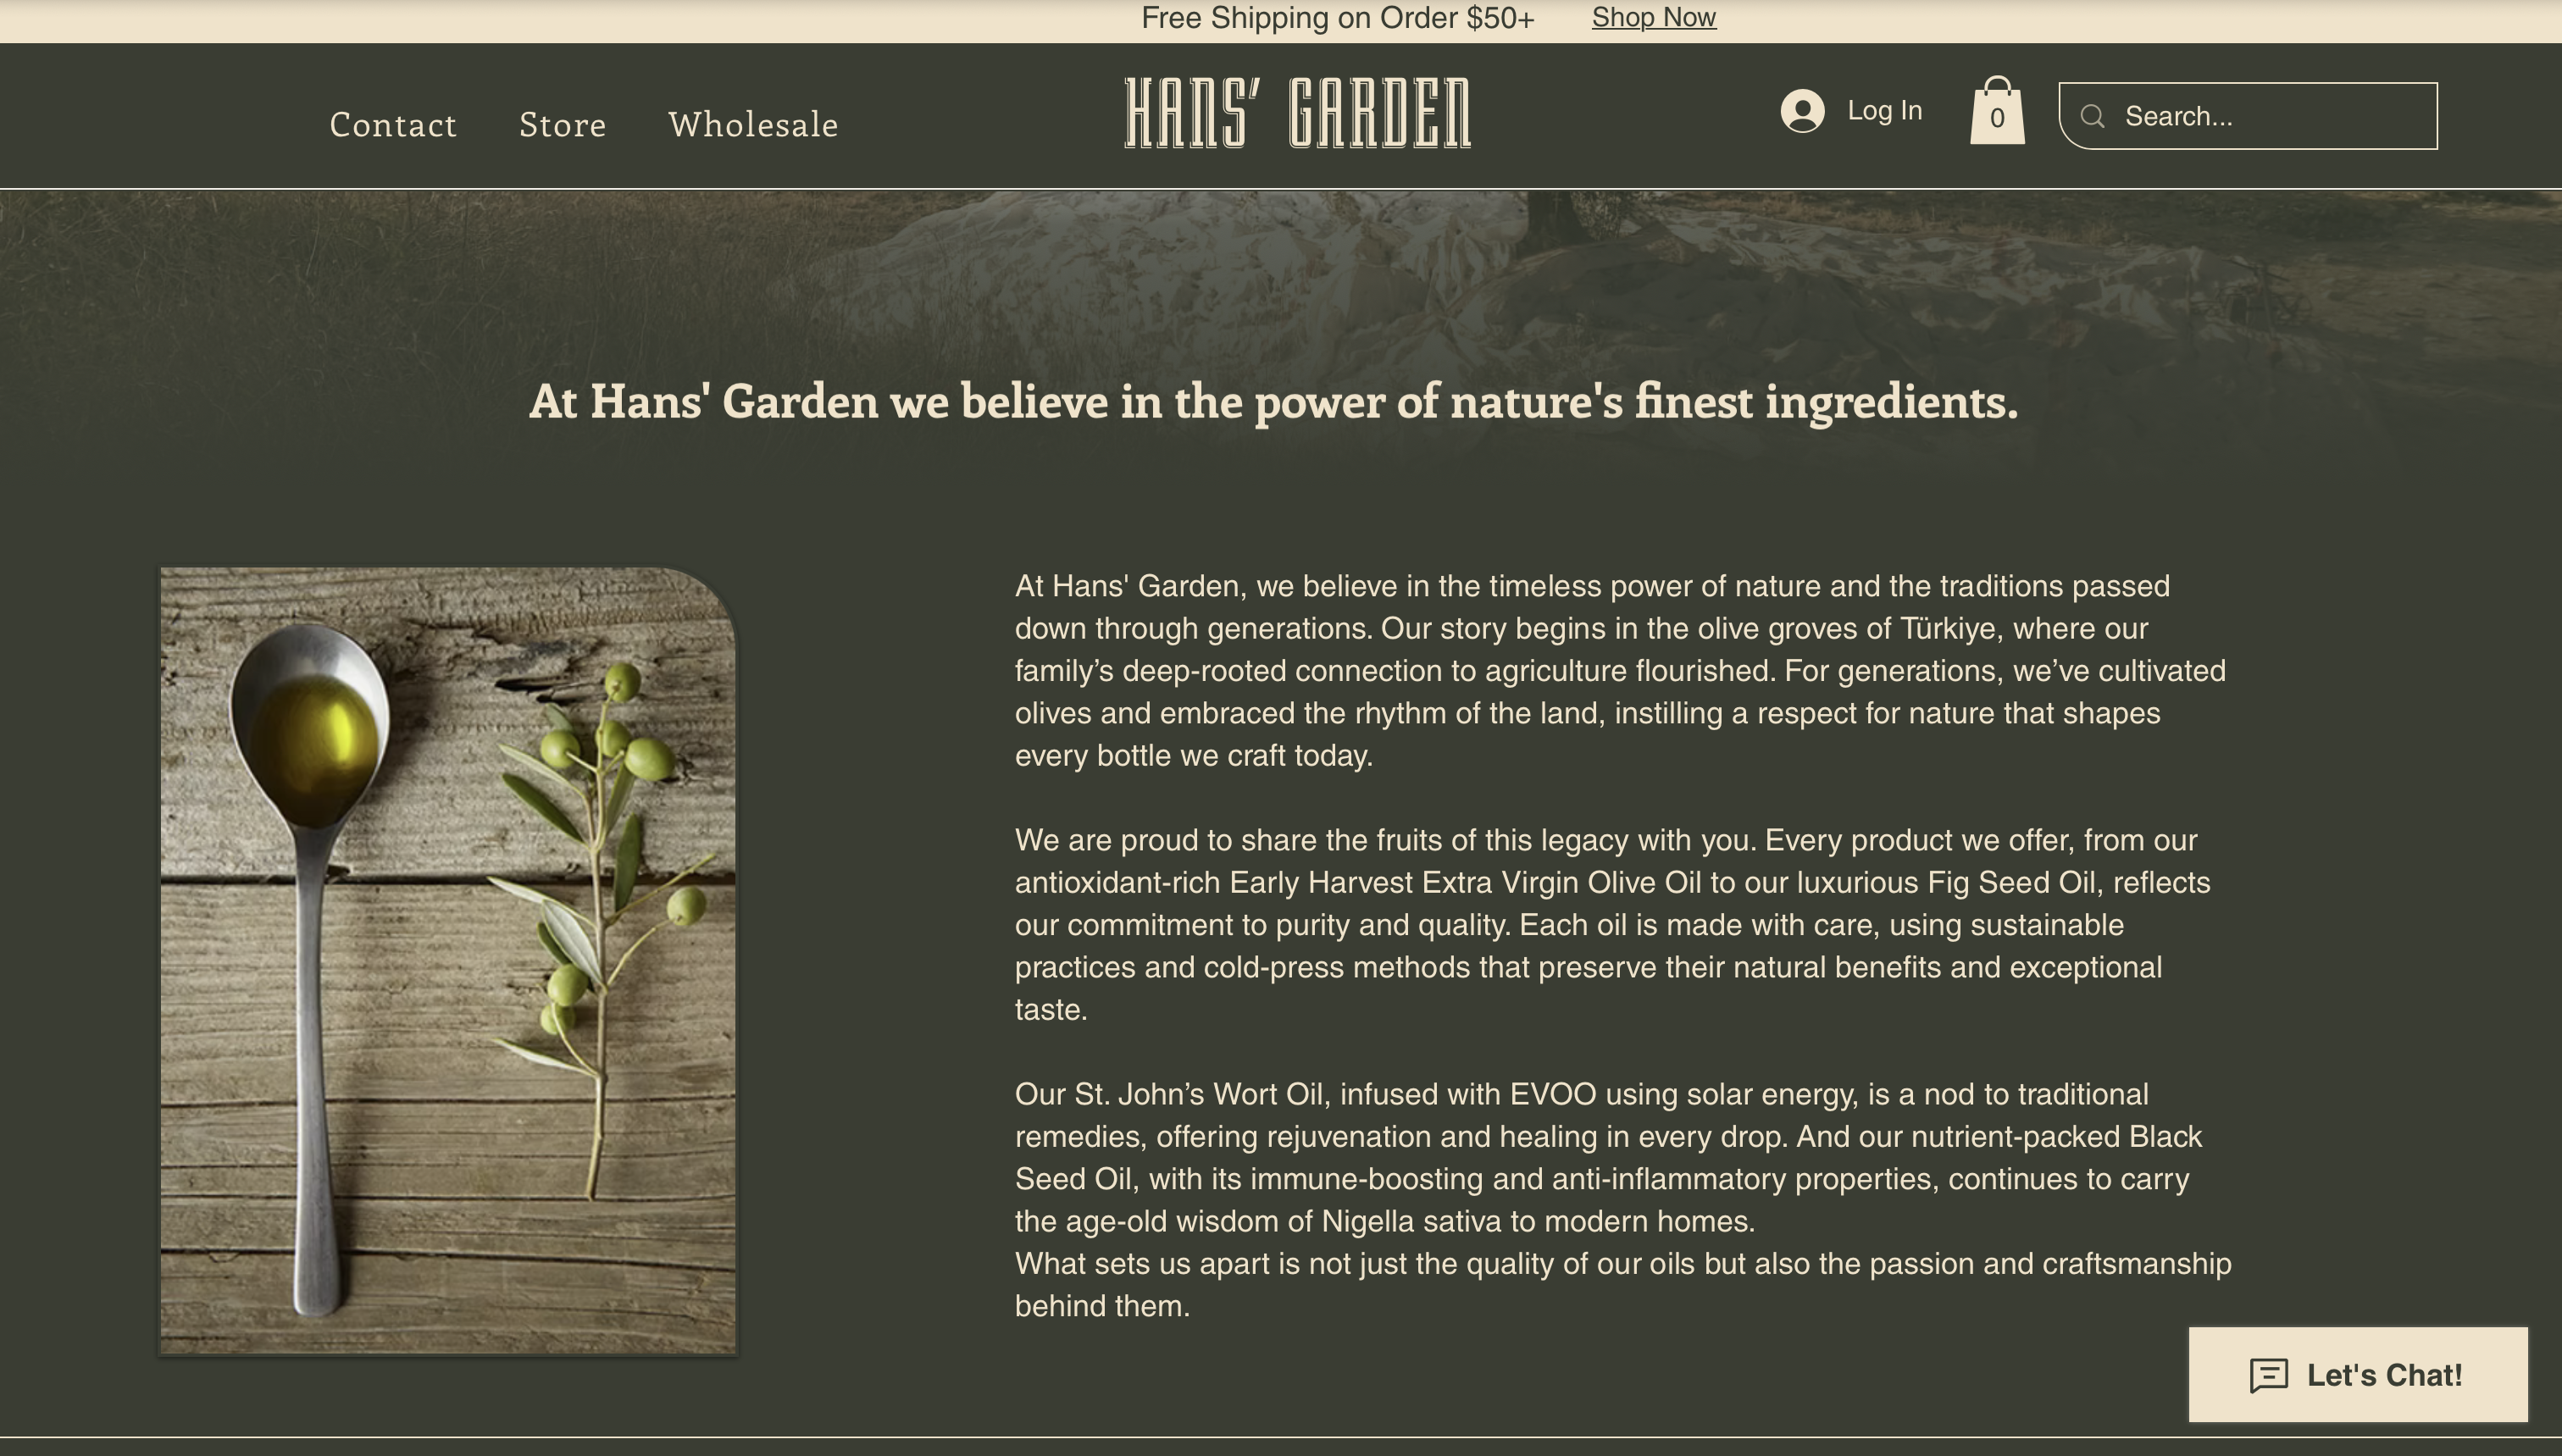 Free Shipping on Order $50+ Shop Now
Contact Store Wholesale
HANS' GARDEN
Log In
0
Search...
At Hans' Garden we believe in the power of nature's finest ingredients.
At Hans' Garden, we believe in the timeless power of nature and the traditions passed
down through generations. Our story begins in the olive groves of Türkiye, where our
family’s deep-rooted connection to agriculture flourished. For generations, we’ve cultivated
olives and embraced the rhythm of the land, instilling a respect for nature that shapes
every bottle we craft today.
We are proud to share the fruits of this legacy with you. Every product we offer, from our
antioxidant-rich Early Harvest Extra Virgin Olive Oil to our luxurious Fig Seed Oil, reflects
our commitment to purity and quality. Each oil is made with care, using sustainable
practices and cold-press methods that preserve their natural benefits and exceptional
taste.
Our St. John’s Wort Oil, infused with EVOO using solar energy, is a nod to traditional
remedies, offering rejuvenation and healing in every drop. And our nutrient-packed Black
Seed Oil, with its immune-boosting and anti-inflammatory properties, continues to carry
the age-old wisdom of Nigella sativa to modern homes.
What sets us apart is not just the quality of our oils but also the passion and craftsmanship
behind them.
Let's Chat!